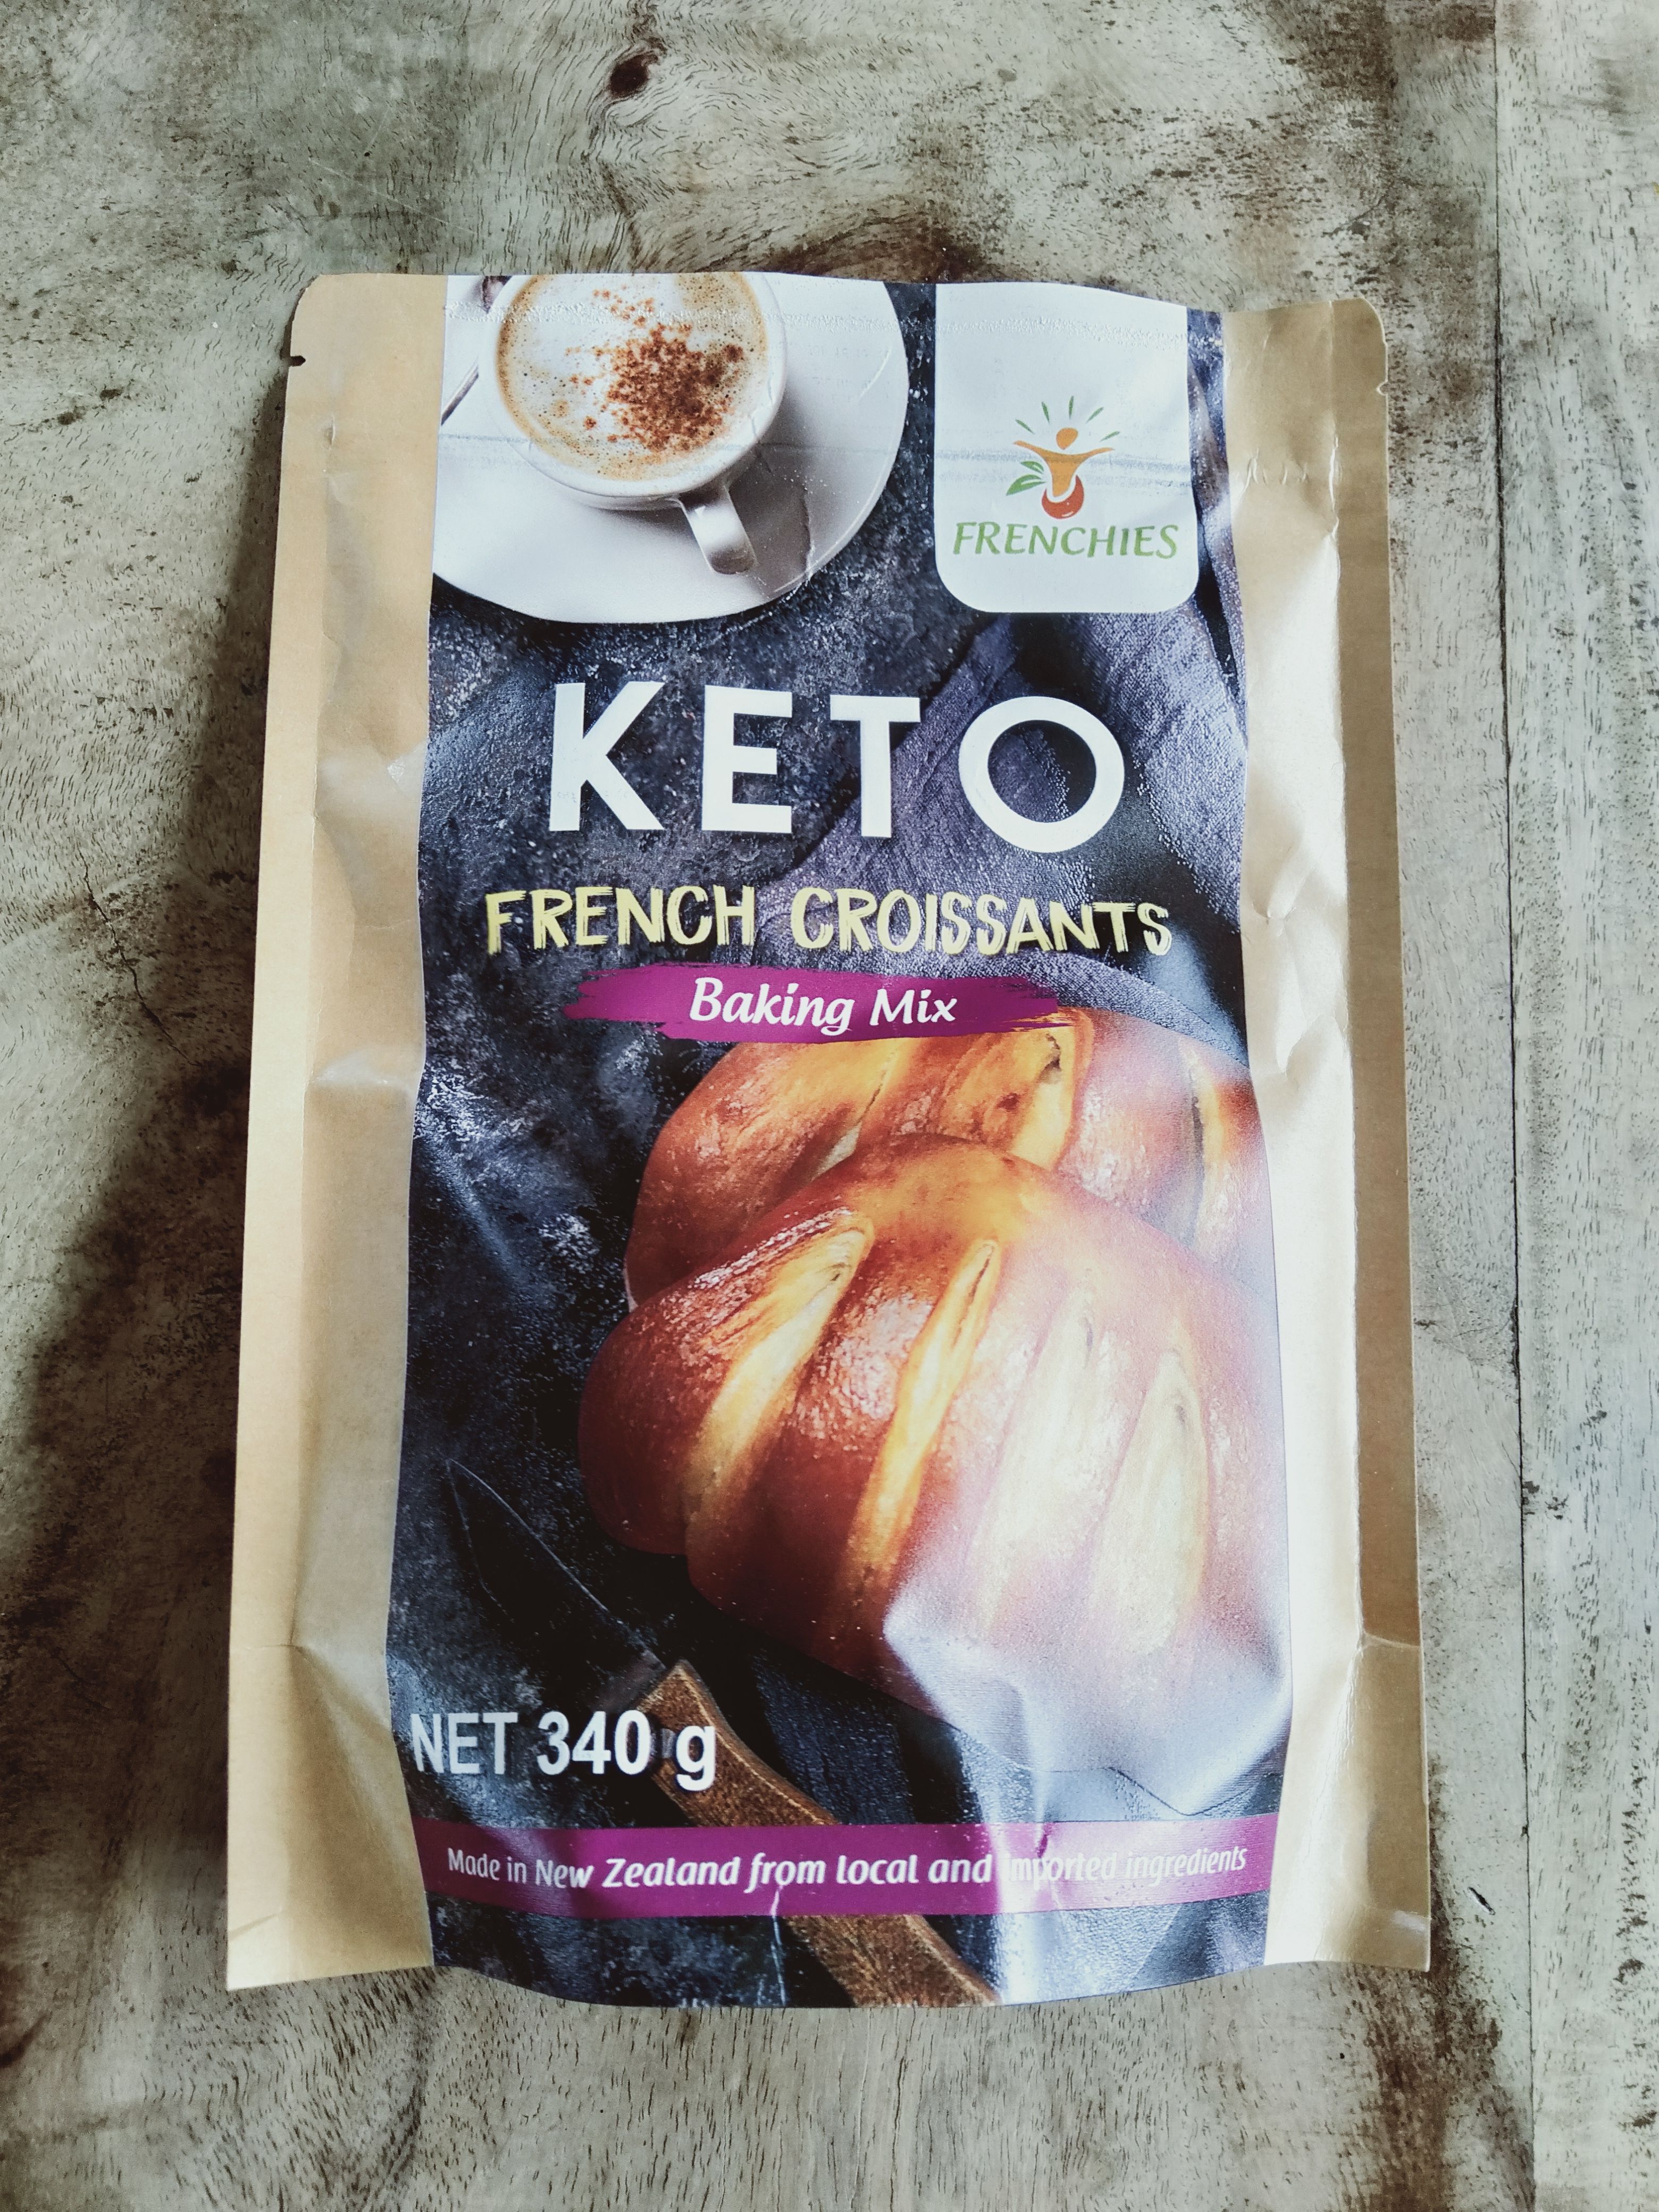 FRENCHIES
KETO
FRENCH CROISSANTS
Baking Mix
NET 340 g
Made in New Zealand from local and imported ingredients